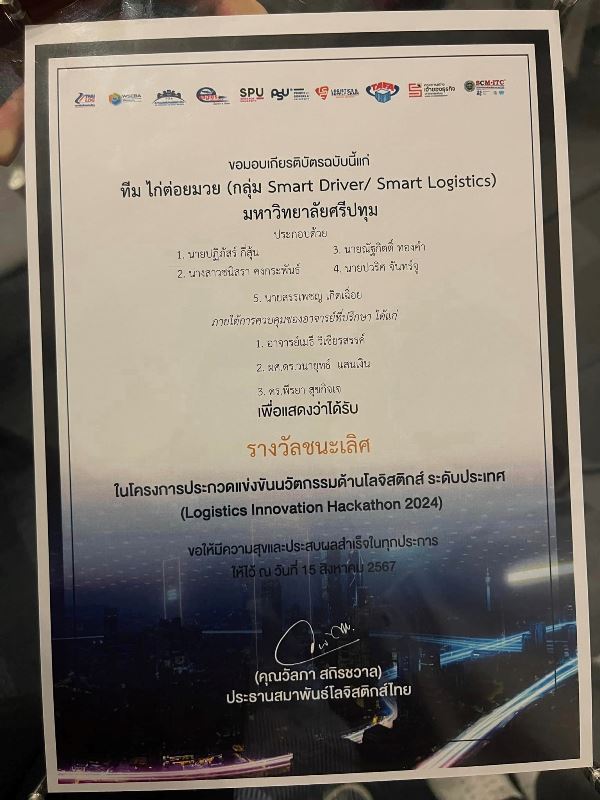 THAI LOG
WSCBA
SPU
PSU
SCM-ITC
ขอมอบเกียรติบัตรฉบับนี้แก่
ทีม ไก่ต่อยมวย (กลุ่ม Smart Driver/ Smart Logistics)
มหาวิทยาลัยศรีปทุม
ประกอบด้วย
1. นายปฏิภัสร์ กีสุ้น
3. นายณัฐกิตติ์ ทองคำ
2. นางสาวชนิสรา คงกระพันธ์
4. นายปวริศ จันทร์จู
5. นายสรรเพชญ เกิดเฉื่อย
ภายใต้การควบคุมของอาจารย์ที่ปรึกษา ได้แก่
1. อาจารย์เมธี วิเชียรสรรค์
2. ผศ.ดร.วนายุทธ์ แสนเงิน
3. ดร.พีรยา สุขกิจเจ
เพื่อแสดงว่าได้รับ
รางวัลชนะเลิศ
ในโครงการประกวดแข่งขันนวัตกรรมด้านโลจิสติกส์ ระดับประเทศ
(Logistics Innovation Hackathon 2024)
ขอให้มีความสุขและประสบผลสำเร็จในทุกประการ
ให้ไว้ ณ วันที่ 15 สิงหาคม 2567
(คุณวัลภา สถิรชวาล)
ประธานสมาพันธ์โลจิสติกส์ไทย